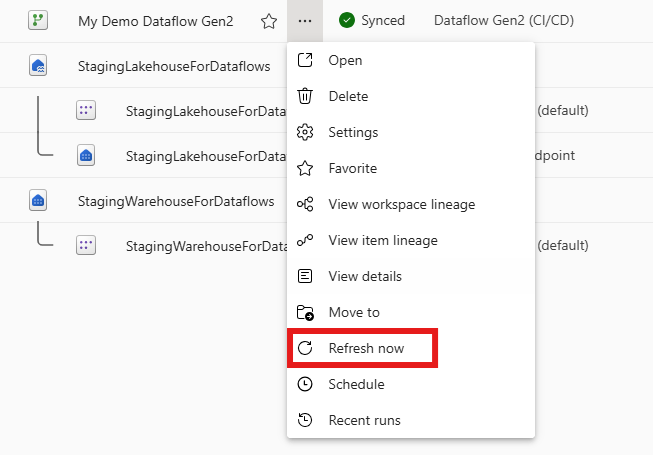 My Demo Dataflow Gen2 ... Synced Dataflow Gen2 (CI/CD)
Open
StagingLakehouseForDataflows
Delete
StagingLakehouseForData (default)
Settings
StagingLakehouseForData dpoint
Favorite
StagingWarehouseForDataflows
View workspace lineage
StagingWarehouseForData (default)
View item lineage
View details
Move to
Refresh now
Schedule
Recent runs